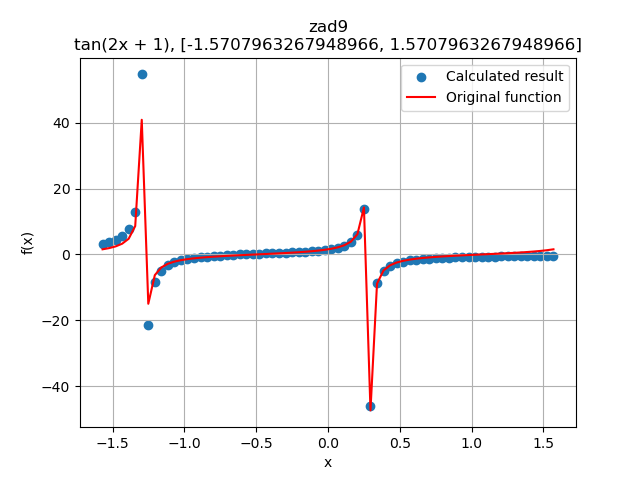 zad9
tan(2x + 1), [-1.5707963267948966, 1.5707963267948966]
Calculated result
Original function
40
20
0
−20
−40
f(x)
−1.5
−1.0
−0.5
0.0
0.5
1.0
1.5
x